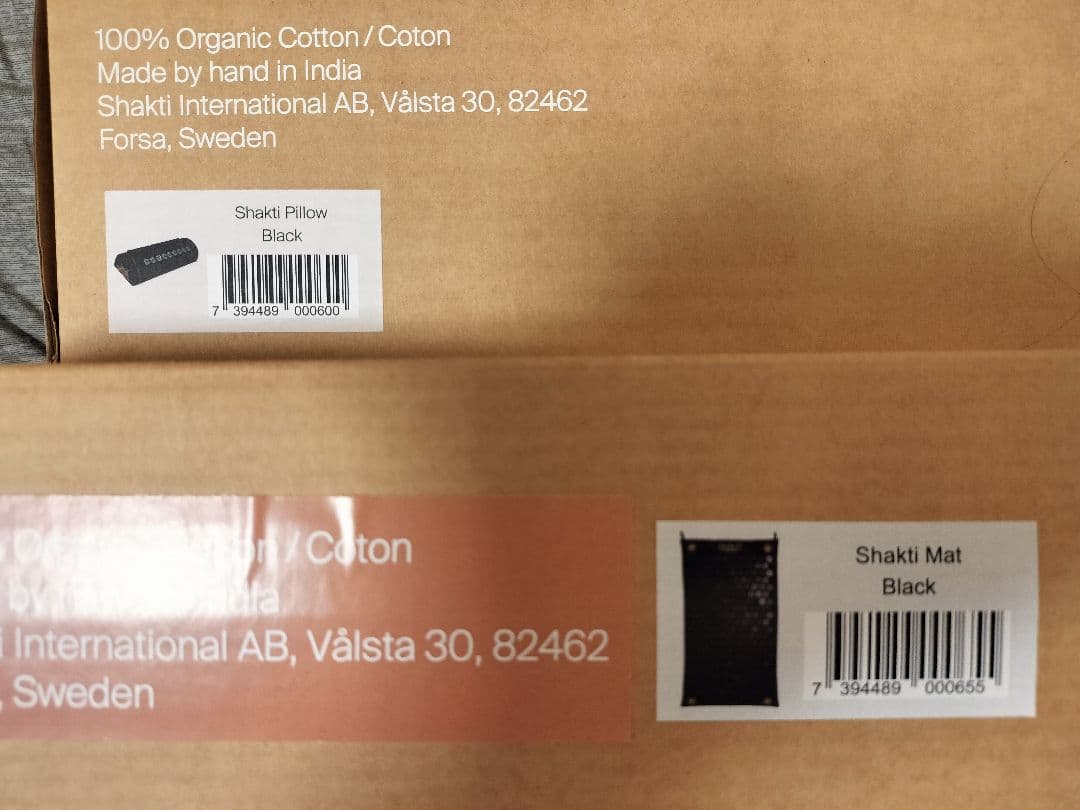 100% Organic Cotton / Coton
Made by hand in India
Shakti International AB, Vålsta 30, 82462
Forsa, Sweden
Shakti Pillow
Black
7 394489 000600
/ Coton
International AB, Vålsta 30, 82462
, Sweden
Shakti Mat
Black
7 394489 000655